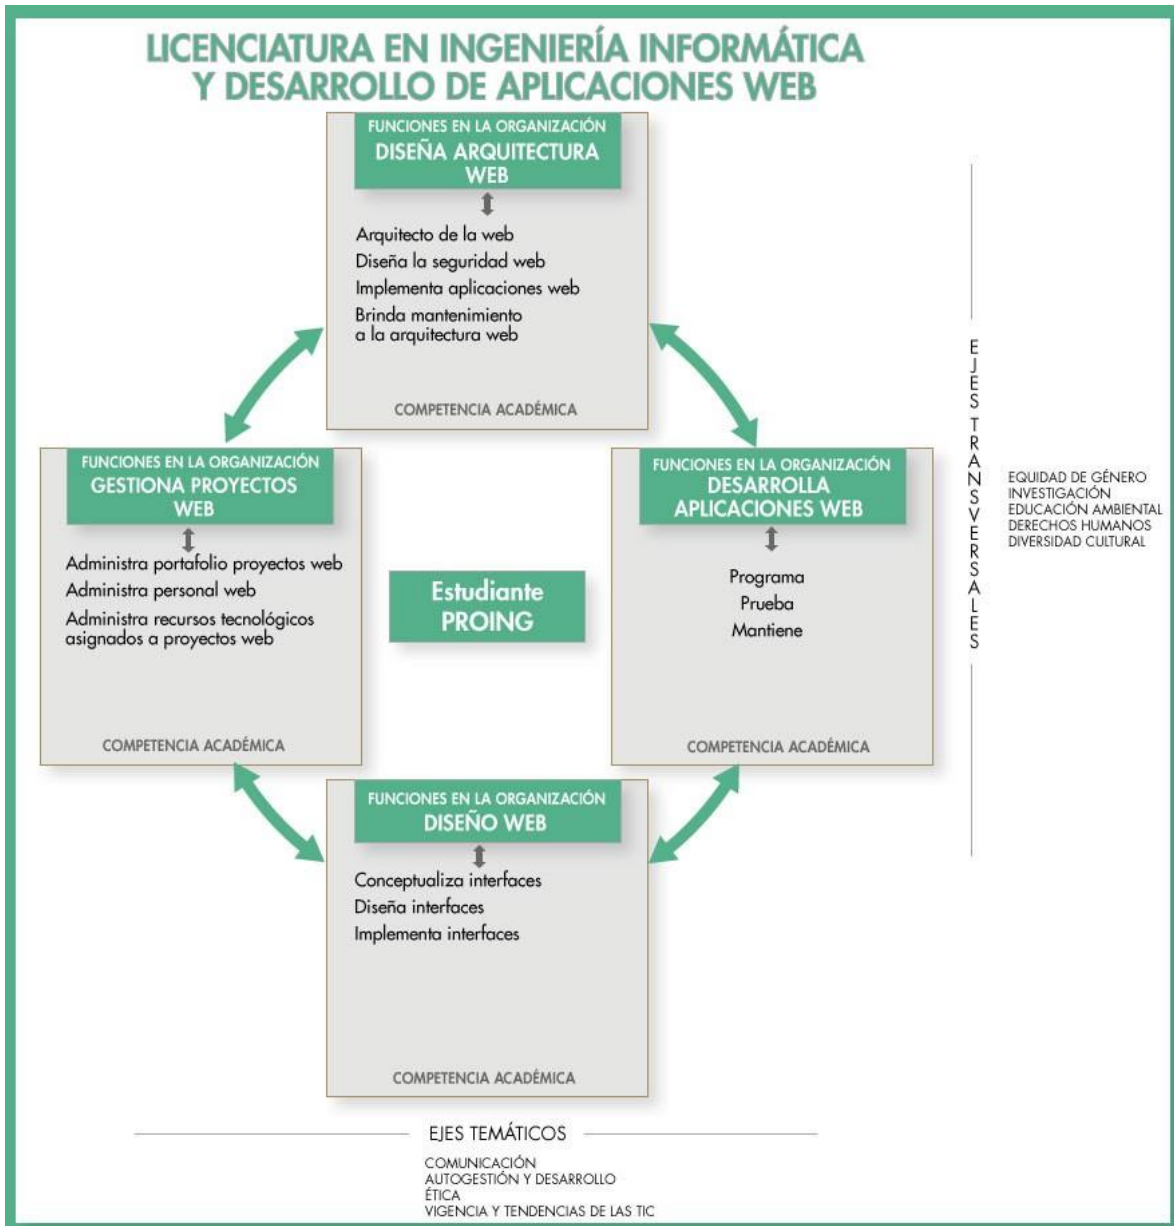 LICENCIATURA EN INGENIERÍA INFORMÁTICA
Y DESARROLLO DE APLICACIONES WEB
FUNCIONES EN LA ORGANIZACIÓN
DISEÑA ARQUITECTURA
WEB
Arquitecto de la web
Diseña la seguridad web
Implementa aplicaciones web
Brinda mantenimiento
a la arquitectura web
COMPETENCIA ACADÉMICA
FUNCIONES EN LA ORGANIZACIÓN
GESTIONA PROYECTOS
WEB
Administra portafolio proyectos web
Administra personal web
Administra recursos tecnológicos
asignados a proyectos web
COMPETENCIA ACADÉMICA
Estudiante
PROING
FUNCIONES EN LA ORGANIZACIÓN
DESARROLLA
APLICACIONES WEB
Programa
Prueba
Mantiene
COMPETENCIA ACADÉMICA
FUNCIONES EN LA ORGANIZACIÓN
DISEÑO WEB
Conceptualiza interfaces
Diseña interfaces
Implementa interfaces
COMPETENCIA ACADÉMICA
EJES TRANSVERSALES
EQUIDAD DE GÉNERO
INVESTIGACIÓN
EDUCACIÓN AMBIENTAL
DERECHOS HUMANOS
DIVERSIDAD CULTURAL
EJES TEMÁTICOS
COMUNICACIÓN
AUTOGESTIÓN Y DESARROLLO
ÉTICA
VIGENCIA Y TENDENCIAS DE LAS TIC